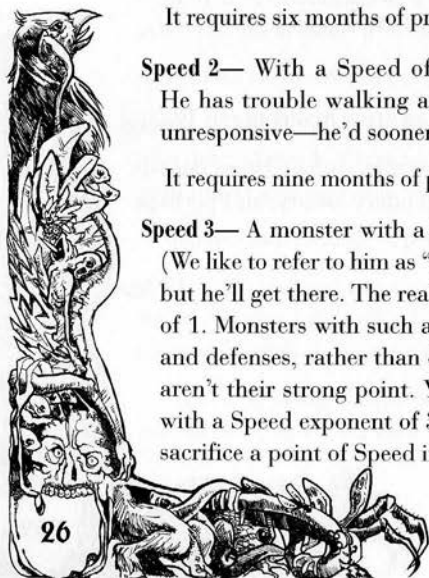 It requires six months of pr
Speed 2— With a Speed of
He has trouble walking a
unresponsive—he'd sooner
It requires nine months of p
Speed 3— A monster with a
(We like to refer to him as “
but he'll get there. The rea
of 1. Monsters with such a
and defenses, rather than
aren't their strong point. Y
with a Speed exponent of 3
sacrifice a point of Speed i
26